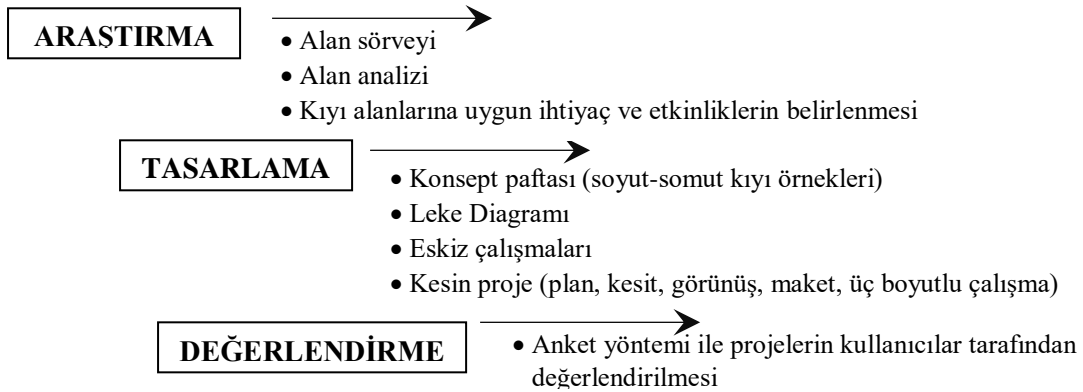 ARAŞTIRMA
• Alan sörveyi
• Alan analizi
• Kıyı alanlarına uygun ihtiyaç ve etkinliklerin belirlenmesi
TASARLAMA
• Konsept paftası (soyut-somut kıyı örnekleri)
• Leke Diagramı
• Eskiz çalışmaları
• Kesin proje (plan, kesit, görünüş, maket, üç boyutlu çalışma)
DEĞERLENDİRME
• Anket yöntemi ile projelerin kullanıcılar tarafından
değerlendirilmesi